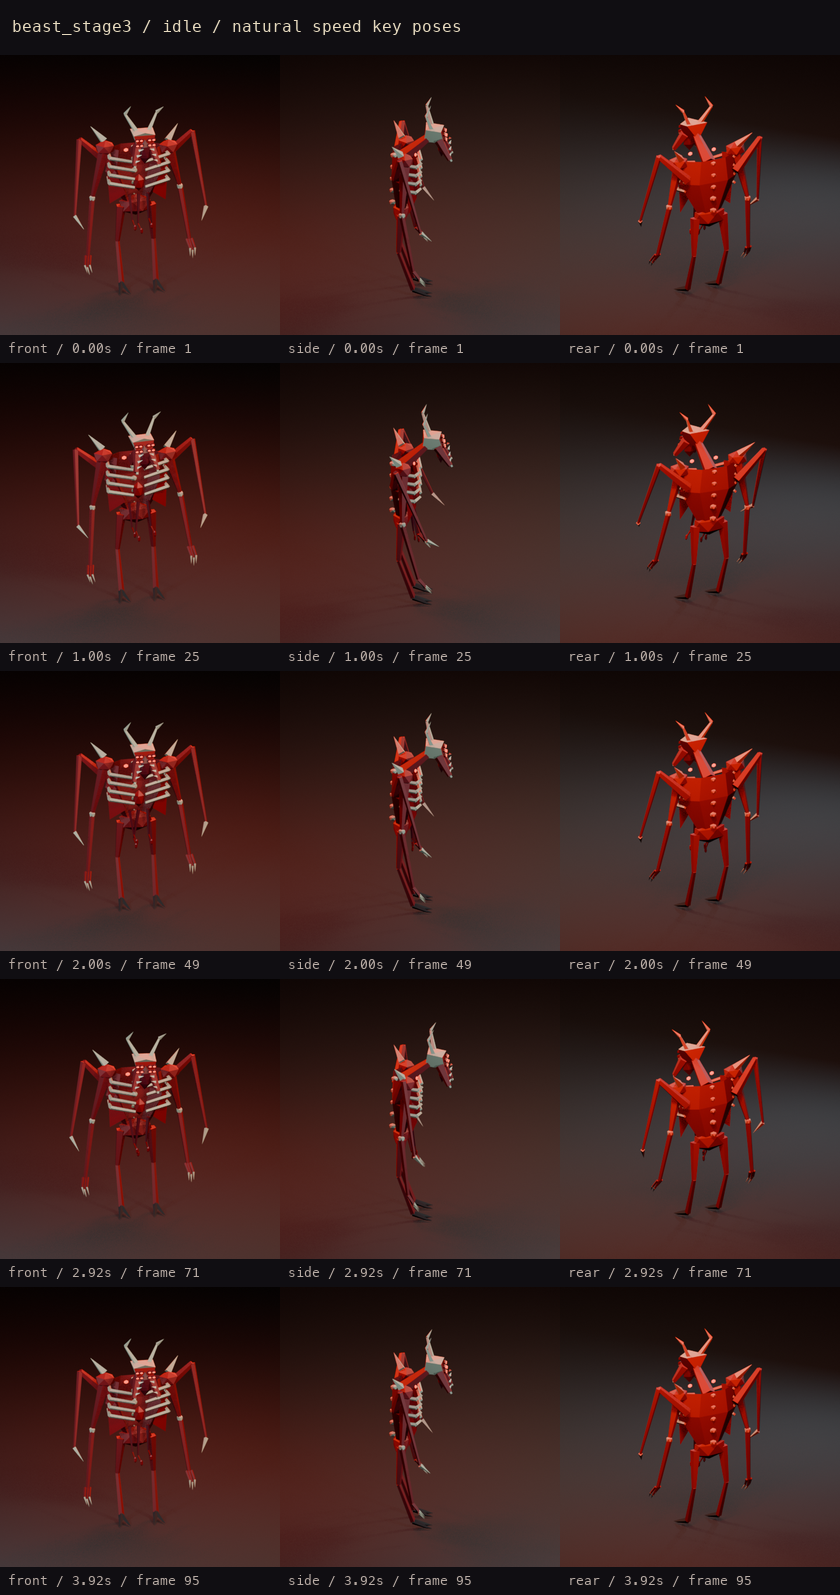 beast_stage3 / idle / natural speed key poses
front / 0.00s / frame 1
side / 0.00s / frame 1
rear / 0.00s / frame 1
front / 1.00s / frame 25
side / 1.00s / frame 25
rear / 1.00s / frame 25
front / 2.00s / frame 49
side / 2.00s / frame 49
rear / 2.00s / frame 49
front / 2.92s / frame 71
side / 2.92s / frame 71
rear / 2.92s / frame 71
front / 3.92s / frame 95
side / 3.92s / frame 95
rear / 3.92s / frame 95